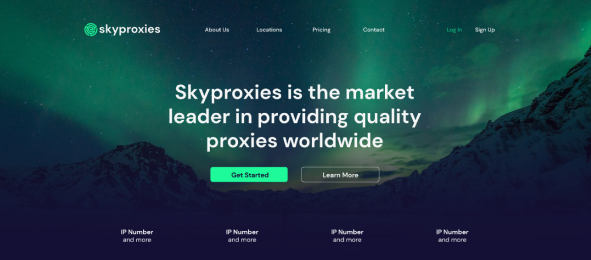 skyproxies
About Us Locations Pricing Contact Log In Sign Up
Skyproxies is the market
leader in providing quality
proxies worldwide
Get Started Learn More
IP Number IP Number IP Number IP Number
and more and more and more and more